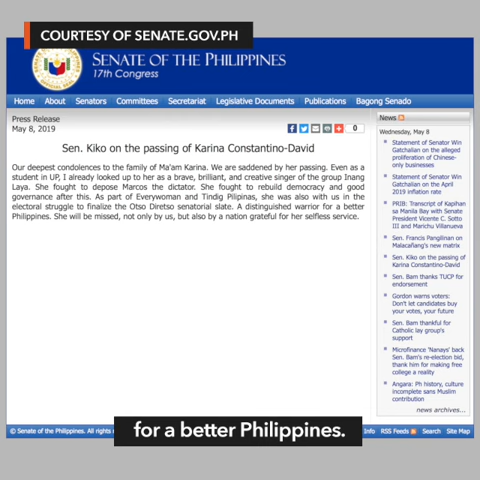 COURTESY OF SENATE.GOV.PH
SENATE OF THE PHILIPPINES
17th Congress
Home About Senators Committees Secretariat Legislative Documents Publications Bagong Senado
Press Release
May 8, 2019
0
Sen. Kiko on the passing of Karina Constantino-David
Our deepest condolences to the family of Ma'am Karina. We are saddened by her passing. Even as a
student in UP, I already looked up to her as a brave, brilliant, and creative singer of the group Inang
Laya. She fought to depose Marcos the dictator. She fought to rebuild democracy and good
governance after this. As part of Everywoman and Tindig Pilipinas, she was also with us in the
electoral struggle to finalize the Otso Diretso senatorial slate. A distinguished warrior for a better
Philippines. She will be missed, not only by us, but also by a nation grateful for her selfless service.
News
Wednesday, May 8
Statement of Senator Win
Gatchalian on the alleged
proliferation of Chinese-
only businesses
Statement of Senator Win
Gatchalian on the April
2019 inflation rate
PRIB: Transcript of Kapihan
sa Manila Bay with Senate
President Vicente C. Sotto
III and Marichu Villanueva
Sen. Francis Pangilinan on
Malacañang's new matrix
Sen. Kiko on the passing of
Karina Constantino-David
Sen. Bam thanks TUCP for
endorsement
Gordon warns voters:
Don't let candidates buy
your votes, your future
Sen. Bam thankful for
Catholic lay group's
support
Microfinance 'Nanays' back
Sen. Bam's re-election bid,
thank him for making free
college a reality
Angara: Ph history, culture
incomplete sans Muslim
contribution
news archives...
for a better Philippines.
© Senate of the Philippines. All rights Info RSS Feeds Search Site Map